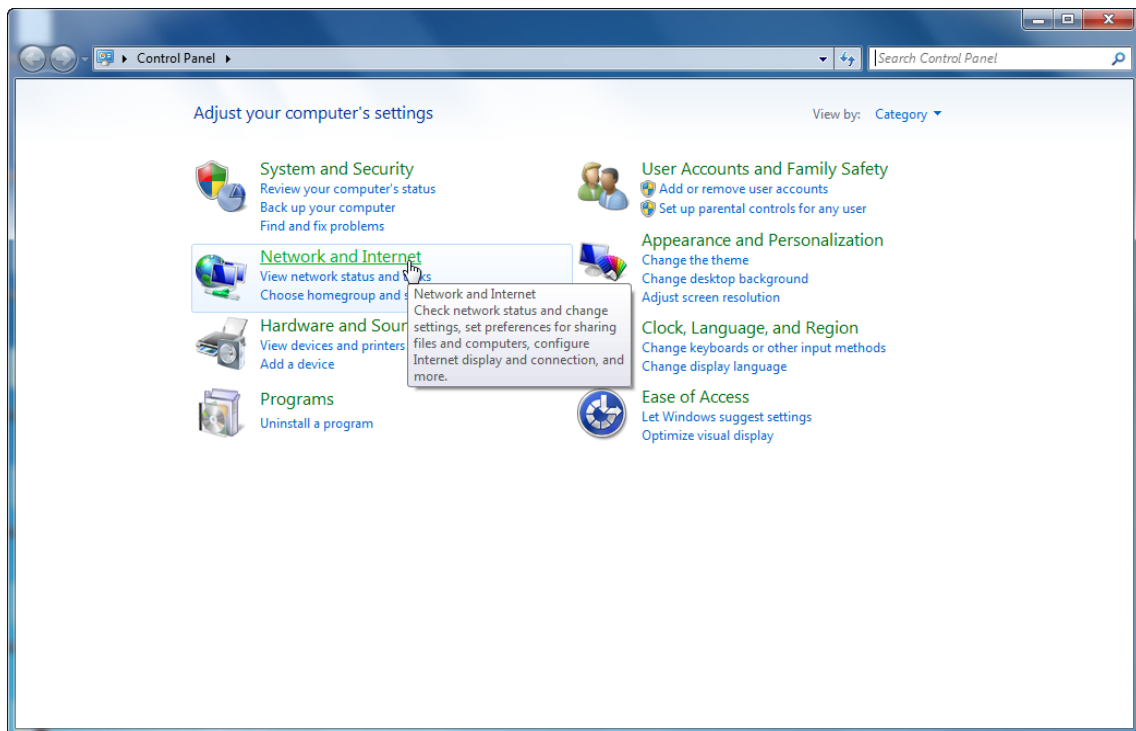 Control Panel
Search Control Panel
Adjust your computer's settings
View by: Category
System and Security
Review your computer's status
Back up your computer
Find and fix problems
Network and Internet
View network status and
Choose homegroup and
Network and Internet
Check network status and change
settings, set preferences for sharing
files and computers, configure
Internet display and connection, and
more.
Hardware and
View devices and printers
Add a device
Programs
Uninstall a program
User Accounts and Family Safety
Add or remove user accounts
Set up parental controls for any user
Appearance and Personalization
Change the theme
Change desktop background
Adjust screen resolution
Clock, Language, and Region
Change keyboards or other input methods
Change display language
Ease of Access
Let Windows suggest settings
Optimize visual display